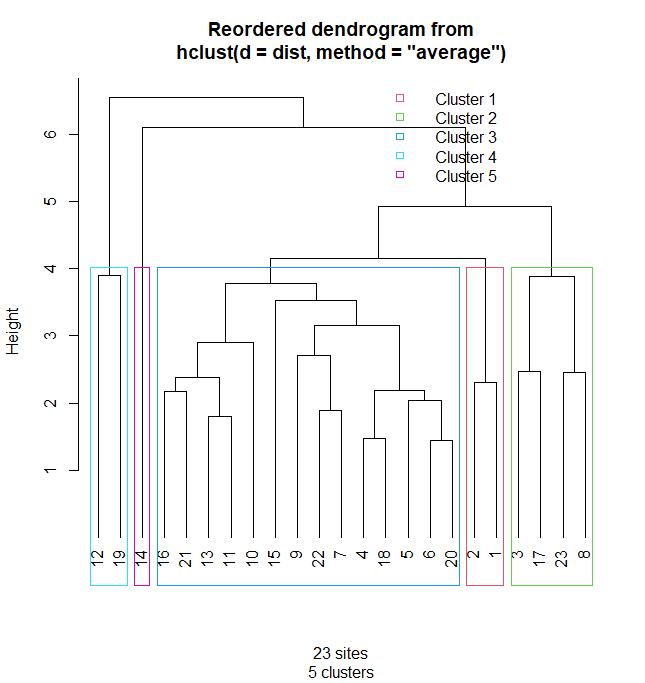 Reordered dendrogram from
hclust(d = dist, method = "average")
Cluster 1
Cluster 2
Cluster 3
Cluster 4
Cluster 5
Height
6
5
4
3
2
1
12 19 14 16 21 13 11 10 15 9 22 7 4 18 5 6 20 2 1 3 17 23 8
23 sites
5 clusters